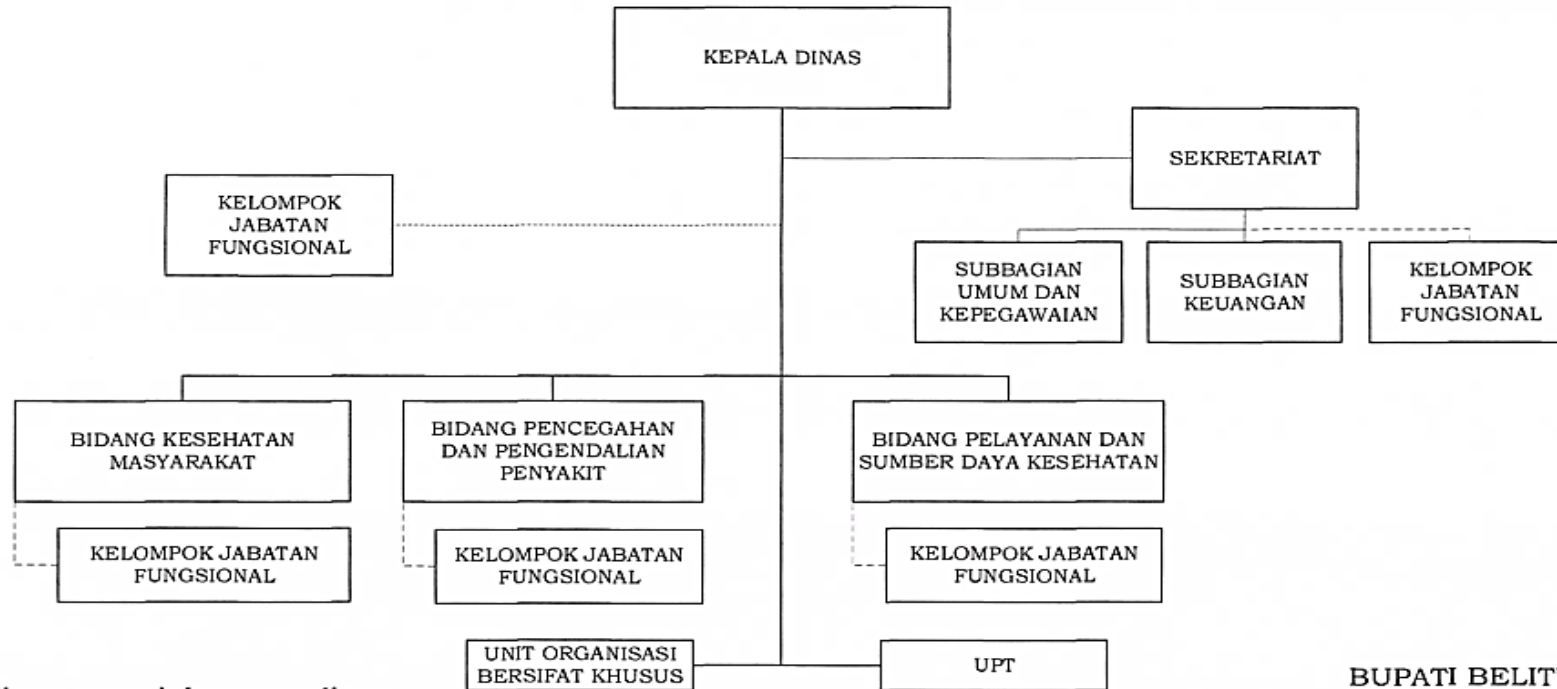 KEPALA DINAS
SEKRETARIAT
KELOMPOK
JABATAN
FUNGSIONAL
SUBBAGIAN
UMUM DAN
KEPEGAWAIAN
SUBBAGIAN
KEUANGAN
KELOMPOK
JABATAN
FUNGSIONAL
BIDANG KESEHATAN
MASYARAKAT
BIDANG PENCEGAHAN
DAN PENGENDALIAN
PENYAKIT
BIDANG PELAYANAN DAN
SUMBER DAYA KESEHATAN
KELOMPOK JABATAN
FUNGSIONAL
KELOMPOK JABATAN
FUNGSIONAL
KELOMPOK JABATAN
FUNGSIONAL
UNIT ORGANISASI
BERSIFAT KHUSUS
UPT
BUPATI BELIT